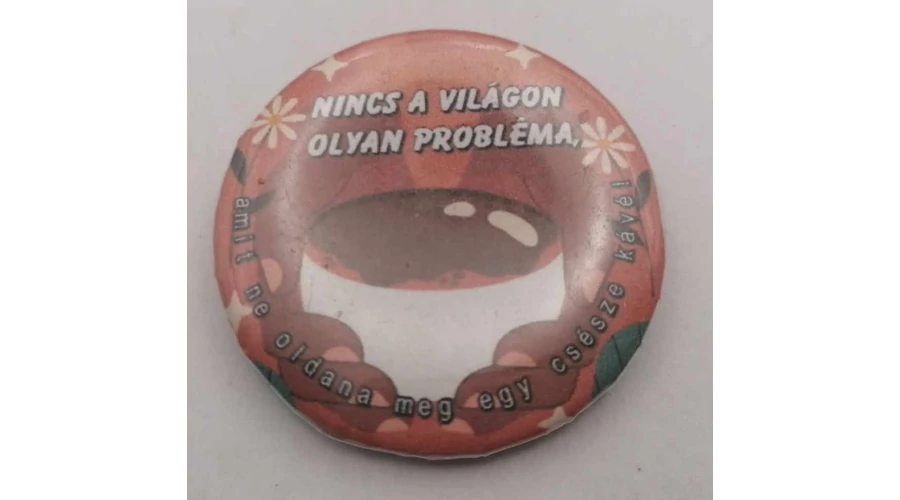 NINCS A VILÁGON
OLYAN PROBLÉMA,
amit ne oldana meg egy csésze kávé!